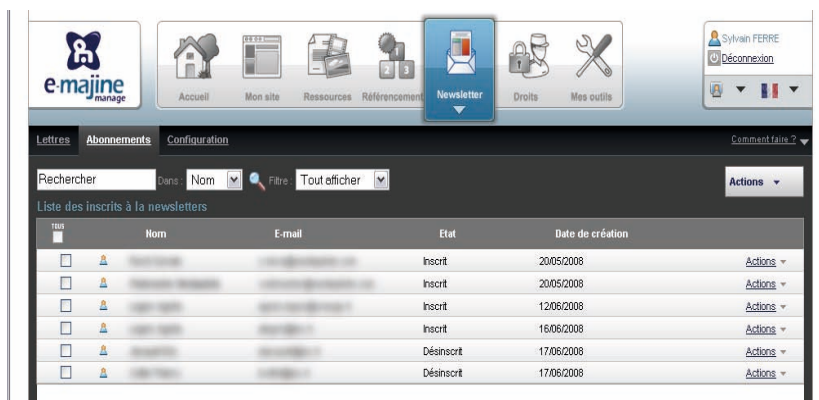 e-majine
manage
Accueil Mon site Ressources Référencement Newsletter Droits Mes outils
Sylvain FERRE
Déconnexion
Lettres Abonnements Configuration Comment faire ?
Rechercher Dans : Nom Filtre : Tout afficher Actions
Liste des inscrits à la newsletters
TOUS Nom E-mail Etat Date de création
Inscrit 20/05/2008 Actions
Inscrit 20/05/2008 Actions
Inscrit 12/06/2008 Actions
Inscrit 16/06/2008 Actions
Désinscrit 17/06/2008 Actions
Désinscrit 17/06/2008 Actions